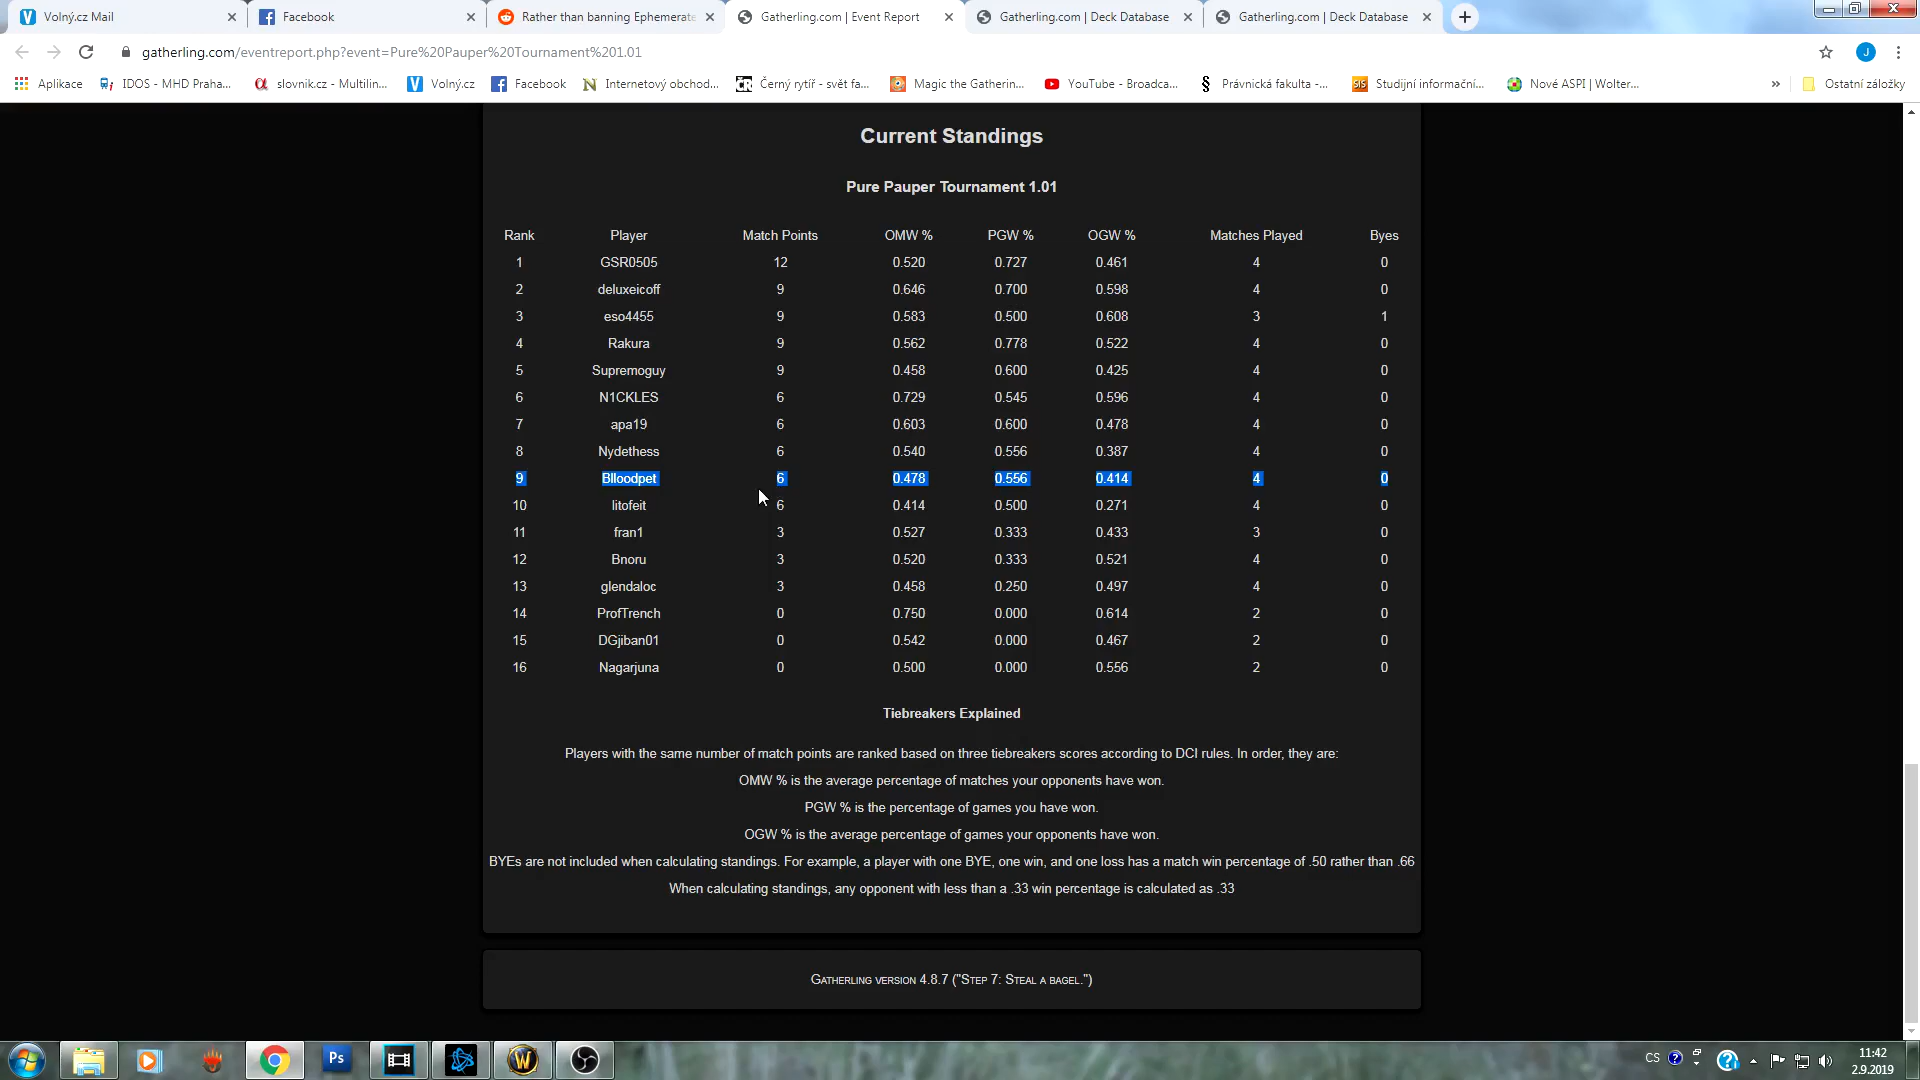 Volný.cz Mail
Facebook
Rather than banning Ephemerate
Gatherling.com | Event Report
Gatherling.com | Deck Database
Gatherling.com | Deck Database
gatherling.com/eventreport.php?event=Pure%20Pauper%20Tournament%201.01
J
Aplikace
IDOS - MHD Praha...
slovnik.cz - Multilin...
Volný.cz
Facebook
Internetový obchod...
Černý rytíř - svět fa...
Magic the Gatherin...
YouTube - Broadca...
Právnická fakulta -...
Studijní informační...
Nové ASPI | Wolter...
»
Ostatní záložky
Current Standings
Pure Pauper Tournament 1.01
Rank Player Match Points OMW % PGW % OGW % Matches Played Byes
1 GSR0505 12 0.520 0.727 0.461 4 0
2 deluxeicoff 9 0.646 0.700 0.598 4 0
3 eso4455 9 0.583 0.500 0.608 3 1
4 Rakura 9 0.562 0.778 0.522 4 0
5 Supremoguy 9 0.458 0.600 0.425 4 0
6 N1CKLES 6 0.729 0.545 0.596 4 0
7 apa19 6 0.603 0.600 0.478 4 0
8 Nydethess 6 0.540 0.556 0.387 4 0
9 Blloodpet 6 0.478 0.556 0.414 4 0
10 litofeit 6 0.414 0.500 0.271 4 0
11 fran1 3 0.527 0.333 0.433 3 0
12 Bnoru 3 0.520 0.333 0.521 4 0
13 glendaloc 3 0.458 0.250 0.497 4 0
14 ProfTrench 0 0.750 0.000 0.614 2 0
15 DGjiban01 0 0.542 0.000 0.467 2 0
16 Nagarjuna 0 0.500 0.000 0.556 2 0
Tiebreakers Explained
Players with the same number of match points are ranked based on three tiebreakers scores according to DCI rules. In order, they are:
OMW % is the average percentage of matches your opponents have won.
PGW % is the percentage of games you have won.
OGW % is the average percentage of games your opponents have won.
BYEs are not included when calculating standings. For example, a player with one BYE, one win, and one loss has a match win percentage of .50 rather than .66
When calculating standings, any opponent with less than a .33 win percentage is calculated as .33
Gatherling version 4.8.7 ("Step 7: Steal a bagel.")
Ps
CS
11:42
2.9.2019